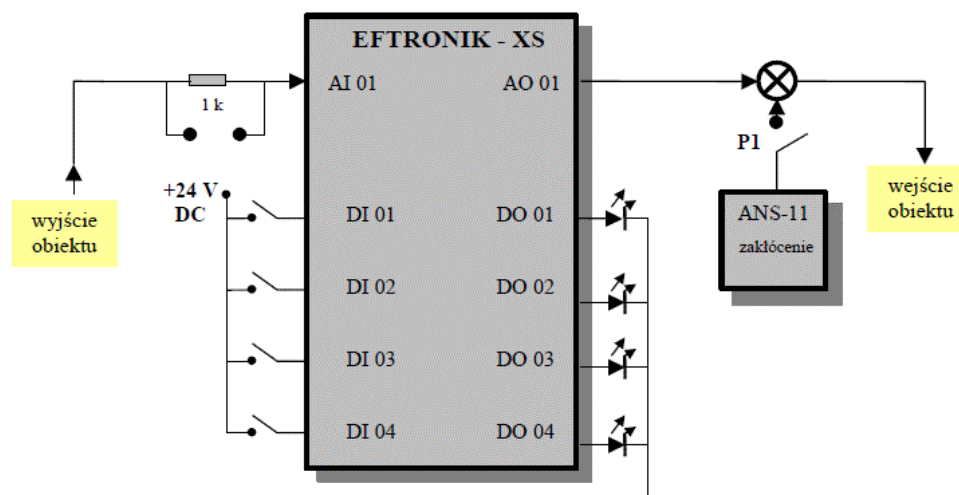 EFTRONIK - XS
AI 01
AO 01
1 k
P1
+24 V
DC
wyjście
obiektu
wejście
obiektu
ANS-11
zakłócenie
DI 01
DO 01
DI 02
DO 02
DI 03
DO 03
DI 04
DO 04